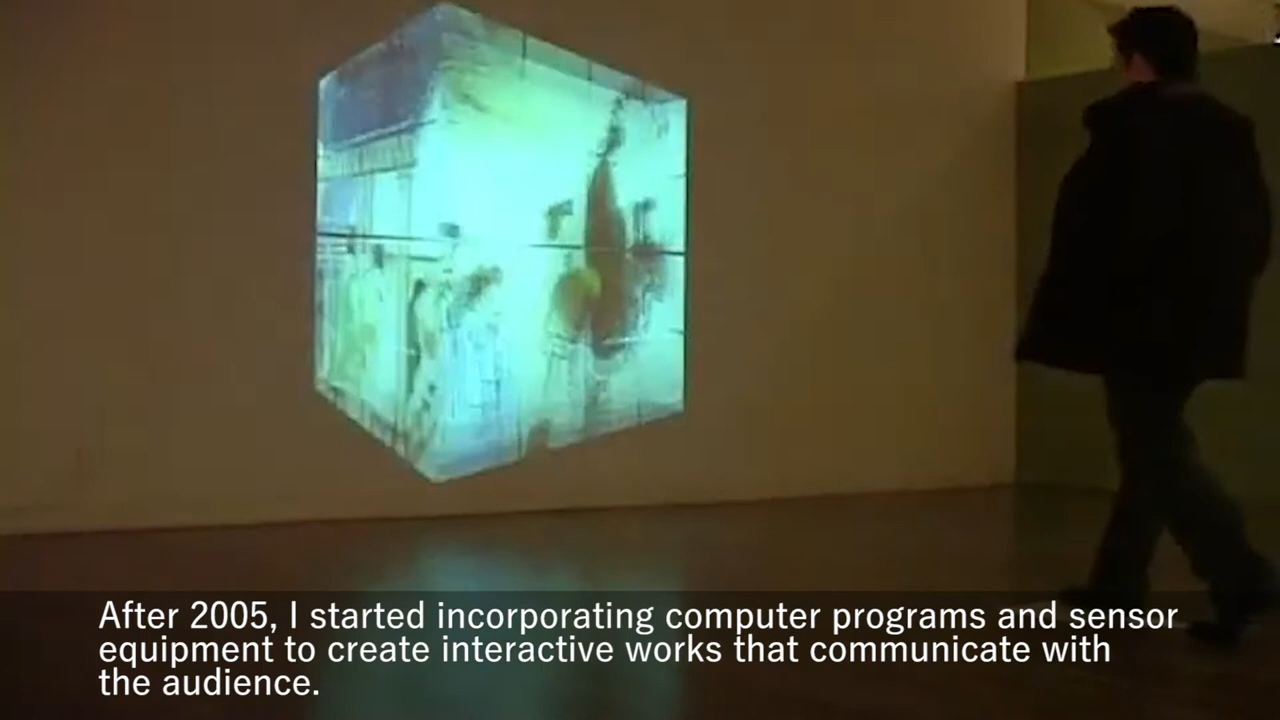 After 2005, I started incorporating computer programs and sensor
equipment to create interactive works that communicate with
the audience.